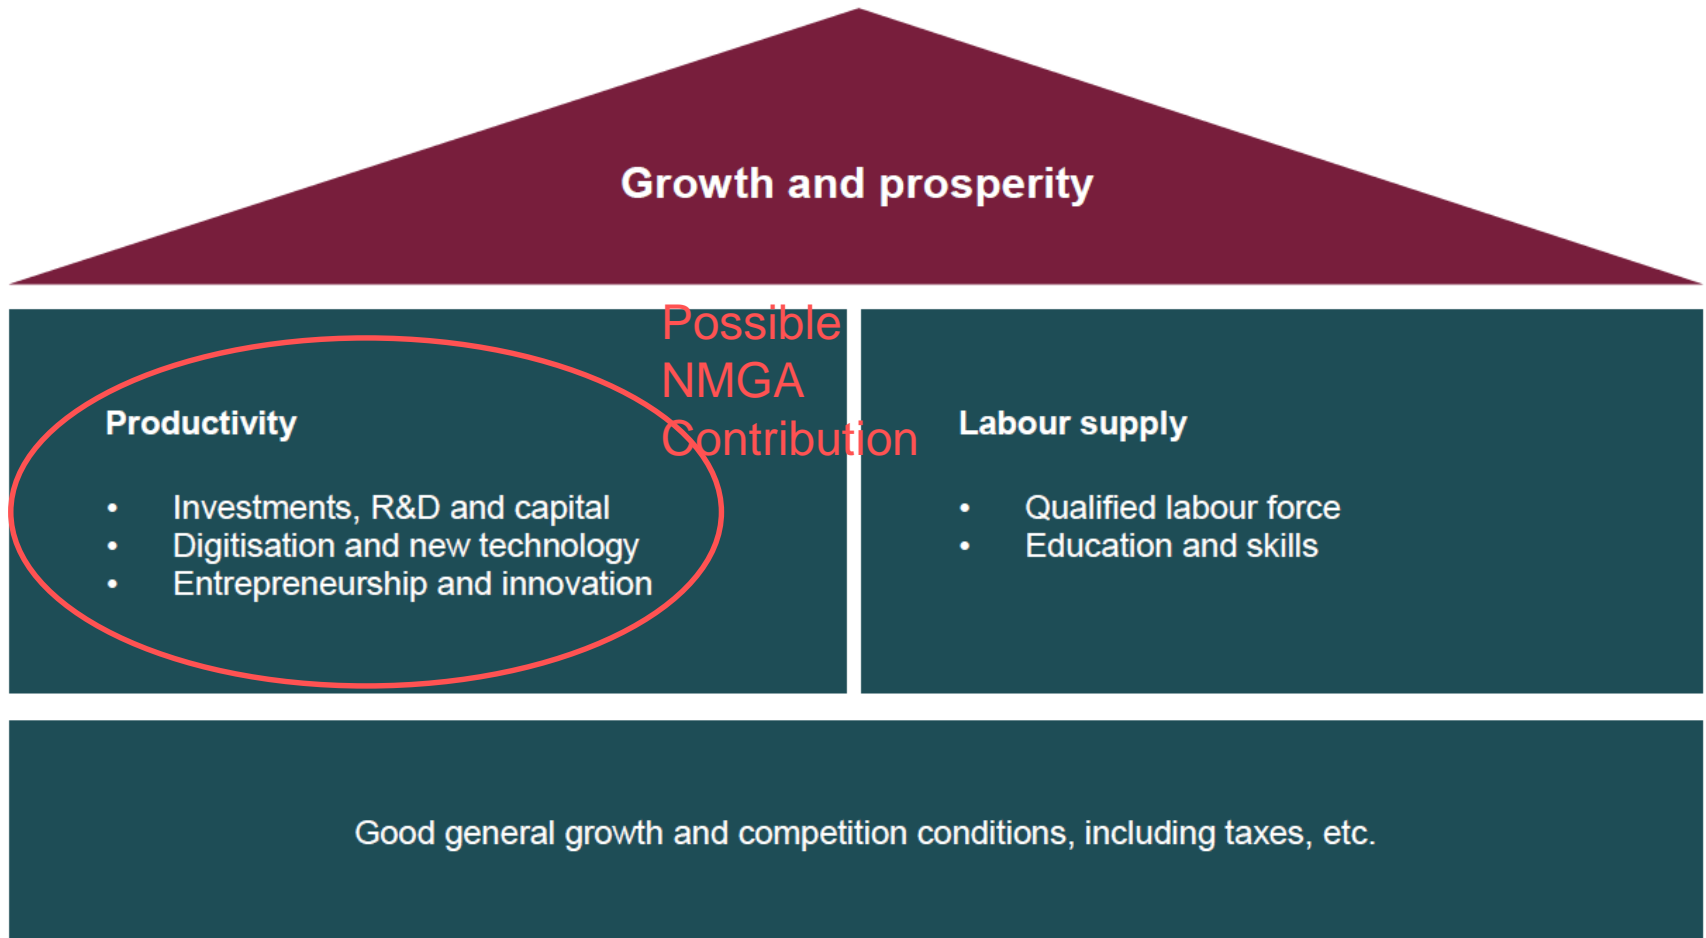 Growth and prosperity
Possible
NMGA
Contribution
Productivity
• Investments, R&D and capital
• Digitisation and new technology
• Entrepreneurship and innovation
Labour supply
• Qualified labour force
• Education and skills
Good general growth and competition conditions, including taxes, etc.